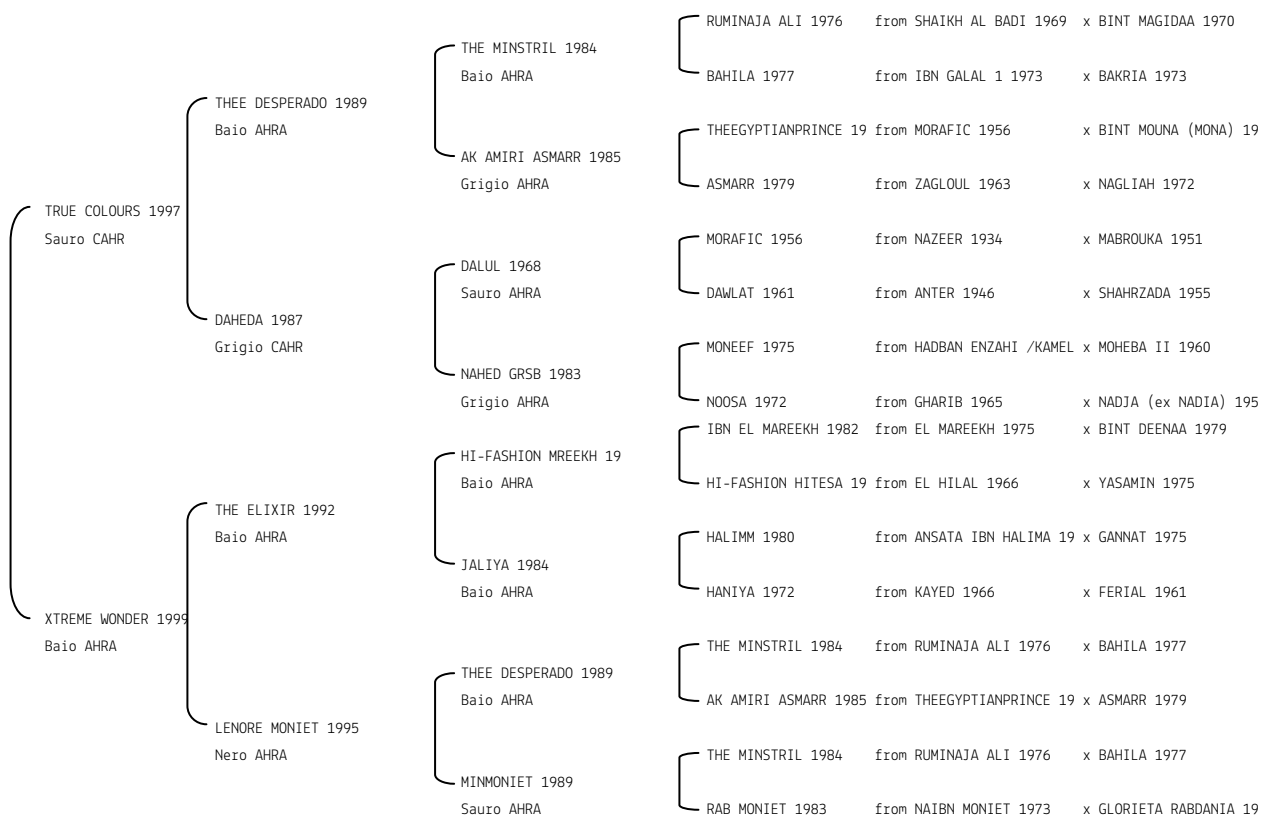 RUMINAJA ALI 1976 from SHAIKH AL BADI 1969 x BINT MAGIDAA 1970
THE MINSTRIL 1984
Baio AHRA
BAHILA 1977 from IBN GALAL 1 1973 x BAKRIA 1973
THEE DESPERADO 1989
Baio AHRA
THEEGYPTIANPRINCE 19 from MORAFIC 1956 x BINT MOUNA (MONA) 19
AK AMIRI ASMARR 1985
Grigio AHRA
ASMARR 1979 from ZAGLOUL 1963 x NAGLIAH 1972
TRUE COLOURS 1997
Sauro CAHR
MORAFIC 1956 from NAZEER 1934 x MABROUKA 1951
DALUL 1968
Sauro AHRA
DAWLAT 1961 from ANTER 1946 x SHAHRZADA 1955
DAHEDA 1987
Grigio CAHR
MONEEF 1975 from HADBAN ENZAHI /KAMEL x MOHEBA II 1960
NAHED GRSB 1983
Grigio AHRA
NOOSA 1972 from GHARIB 1965 x NADJA (ex NADIA) 195
IBN EL MAREEKH 1982 from EL MAREEKH 1975 x BINT DEENAA 1979
HI-FASHION MREEKH 19
Baio AHRA
HI-FASHION HITESA 19 from EL HILAL 1966 x YASAMIN 1975
THE ELIXIR 1992
Baio AHRA
HALIMM 1980 from ANSATA IBN HALIMA 19 x GANNAT 1975
JALIYA 1984
Baio AHRA
HANIYA 1972 from KAYED 1966 x FERIAL 1961
XTREME WONDER 1999
Baio AHRA
THE MINSTRIL 1984 from RUMINAJA ALI 1976 x BAHILA 1977
THEE DESPERADO 1989
Baio AHRA
AK AMIRI ASMARR 1985 from THEEGYPTIANPRINCE 19 x ASMARR 1979
LENORE MONIET 1995
Nero AHRA
THE MINSTRIL 1984 from RUMINAJA ALI 1976 x BAHILA 1977
MINMONIET 1989
Sauro AHRA
RAB MONIET 1983 from NAIBN MONIET 1973 x GLORIETA RABDANIA 19